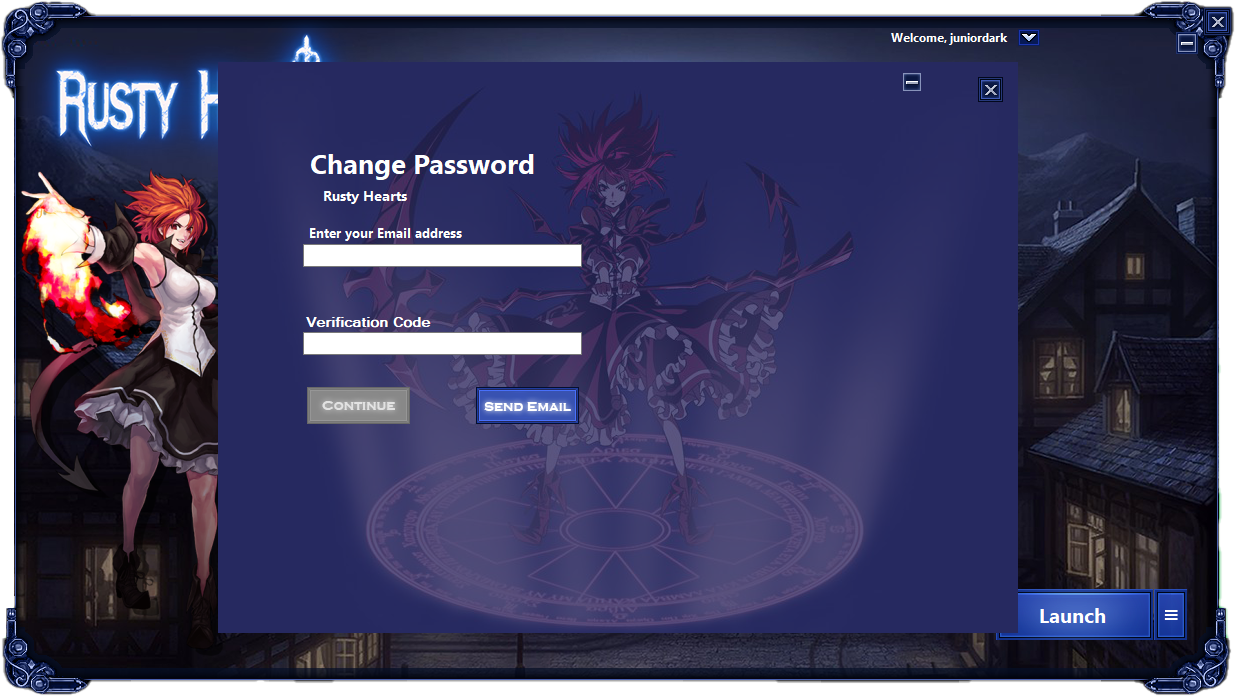 Welcome, juniordark
RUSTY H
Change Password
Rusty Hearts
Enter your Email address
Verification Code
CONTINUE
SEND EMAIL
Launch